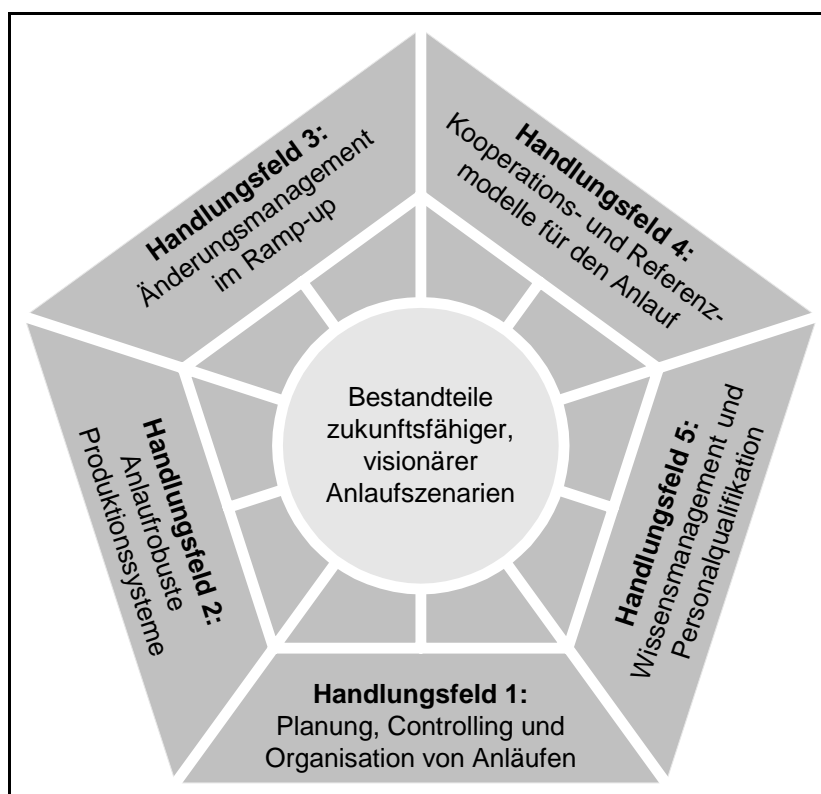 Handlungsfeld 3:
Änderungsmanagement
im Ramp-up
Handlungsfeld 4:
Kooperations- und Referenz-
modelle für den Anlauf
Bestandteile
zukunftsfähiger,
visionärer
Anlaufszenarien
Handlungsfeld 2:
Anlaufrobuste
Produktionssysteme
Handlungsfeld 5:
Wissensmanagement und
Personalqualifikation
Handlungsfeld 1:
Planung, Controlling und
Organisation von Anläufen